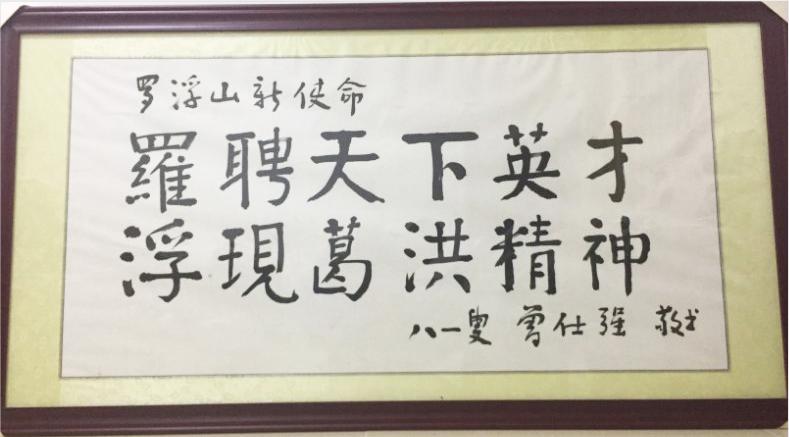 罗浮山新使命
羅聘天下英才
浮現葛洪精神
八一叟 曾仕强 敬书